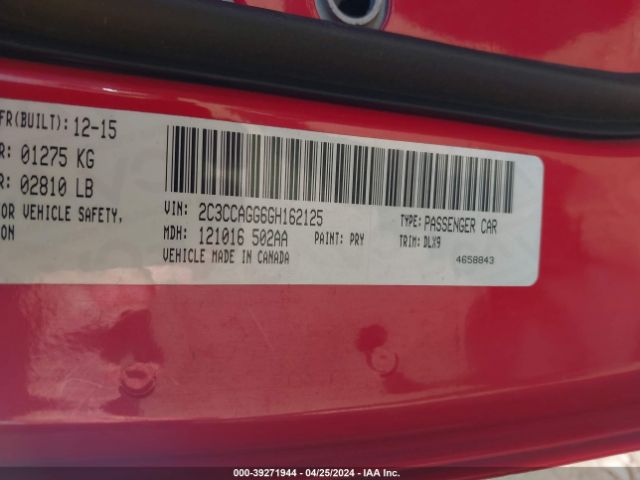 FR(BUILT): 12-15
R: 01275 KG
R: 02810 LB
OR VEHICLE SAFETY,
ION
VIN: 2C3CCAGG6GH162125
MDH: 121016 502AA PAINT: PRY
VEHICLE MADE IN CANADA
TYPE: PASSENGER CAR
TRIM: DLX9
4658843
000-39271944 - 04/25/2024 - IAA Inc.